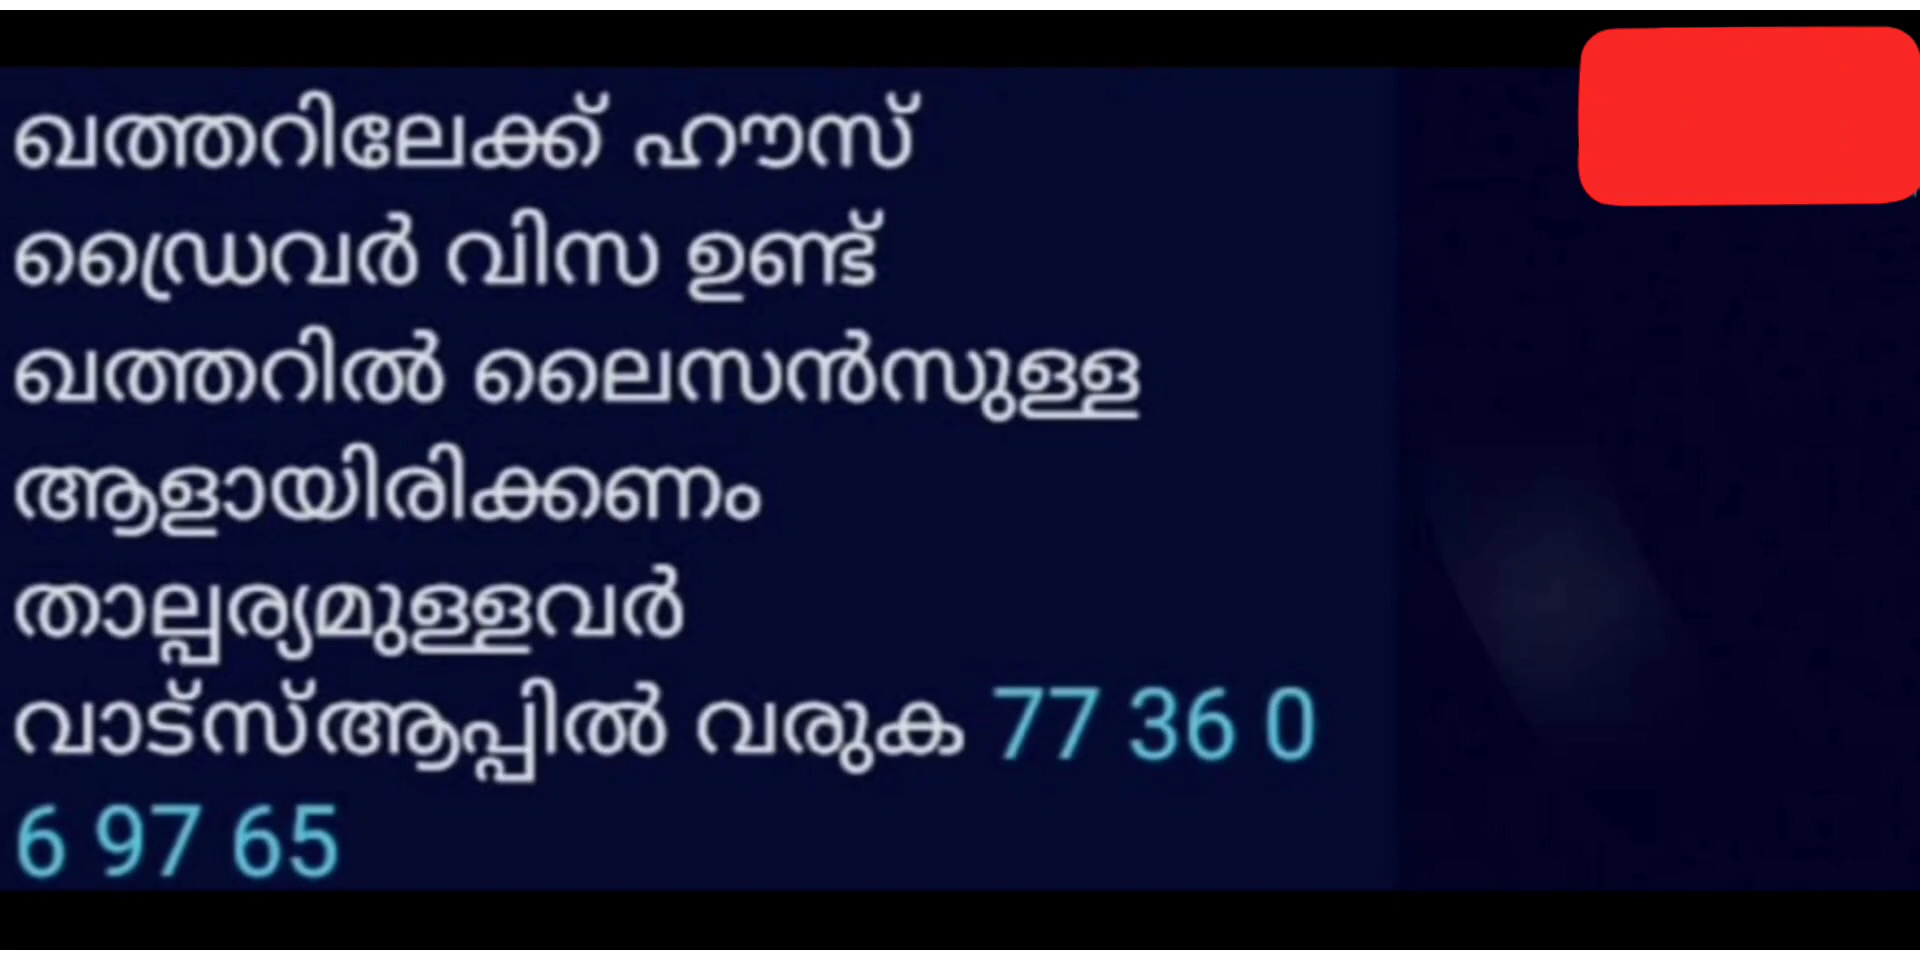 ഖത്തറിലേക്ക് ഹൗസ്
ഡ്രൈവർ വിസ ഉണ്ട്
ഖത്തറിൽ ലൈസൻസുള്ള
ആളായിരിക്കണം
താല്പര്യമുള്ളവർ
വാട്സ്ആപ്പിൽ വരുക 77 36 0
6 97 65